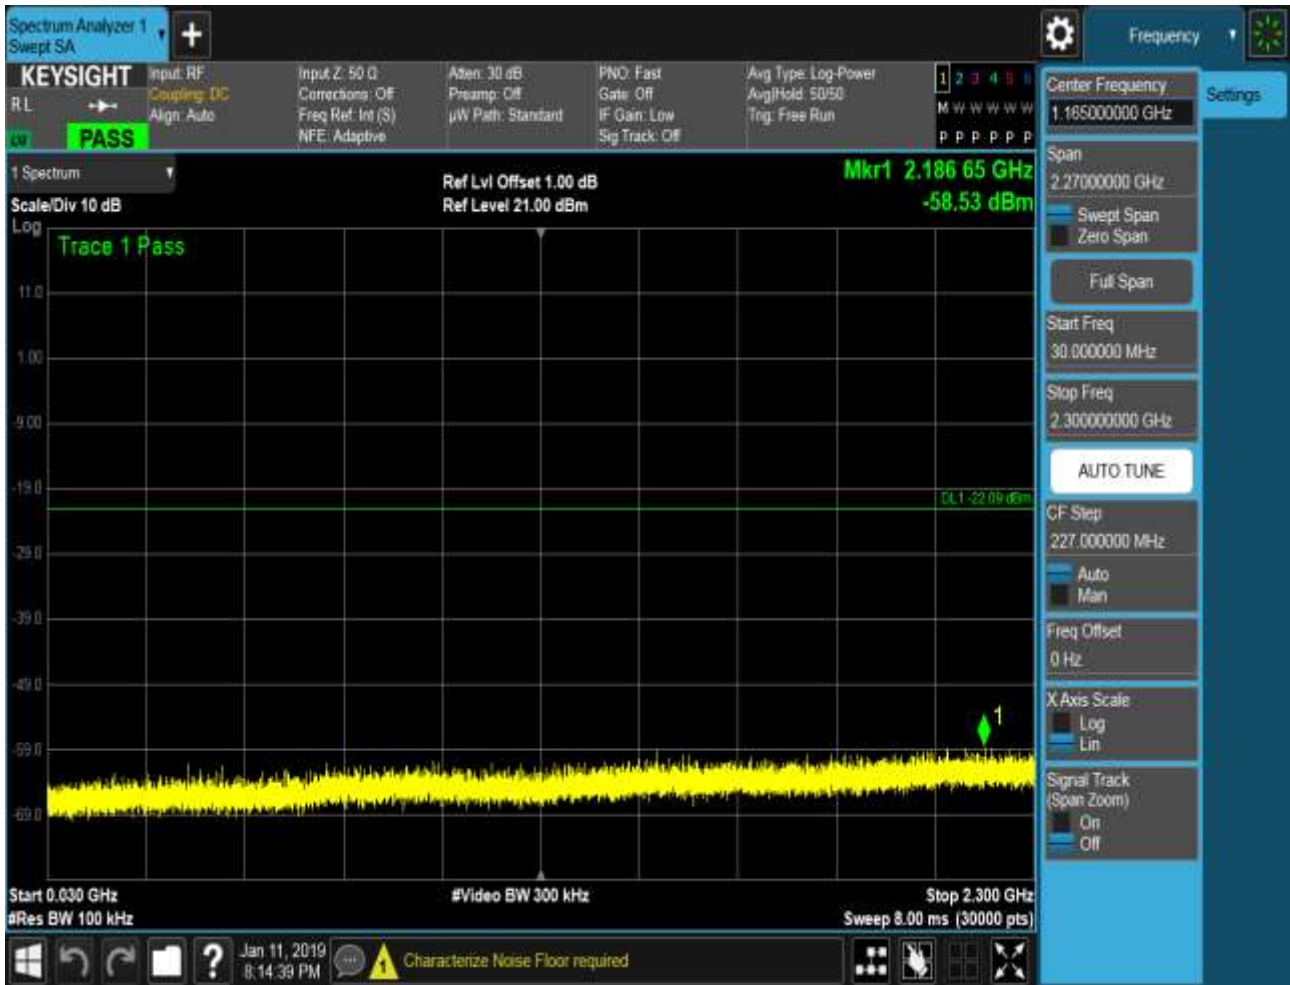 Spectrum Analyzer 1
Swept SA
+
Frequency
KEYSIGHT
RL
PASS
Input: RF
Coupling: DC
Align: Auto
Input Z: 50 Ω
Corrections: Off
Freq Ref: Int (S)
NFE: Adaptive
Atten: 30 dB
Preamp: Off
µW Path: Standard
PNO: Fast
Gate: Off
IF Gain: Low
Sig Track: Off
Avg Type: Log-Power
Avg|Hold: 50/50
Trig: Free Run
1 2 3 4 5 6
M W W W W W
P P P P P P
Center Frequency
1.165000000 GHz
Settings
Span
2.27000000 GHz
Swept Span
Zero Span
Full Span
Start Freq
30.000000 MHz
Stop Freq
2.300000000 GHz
AUTO TUNE
CF Step
227.000000 MHz
Auto
Man
Freq Offset
0 Hz
X Axis Scale
Log
Lin
Signal Track
(Span Zoom)
On
Off
1 Spectrum
Scale/Div 10 dB
Ref Lvl Offset 1.00 dB
Ref Level 21.00 dBm
Mkr1 2.186 65 GHz
-58.53 dBm
Log
Trace 1 Pass
11.0
1.00
-9.00
-19.0
DL1 -22.09 dBm
-29.0
-39.0
-49.0
1
-59.0
-69.0
Start 0.030 GHz
#Video BW 300 kHz
Stop 2.300 GHz
#Res BW 100 kHz
Sweep 8.00 ms (30000 pts)
?
Jan 11, 2019
8:14:39 PM
1
Characterize Noise Floor required